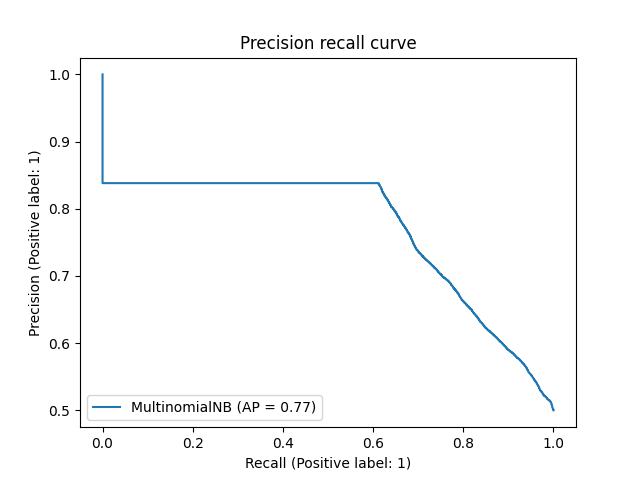 Precision recall curve
1.0
0.9
0.8
0.7
0.6
0.5
Precision (Positive label: 1)
MultinomialNB (AP = 0.77)
0.0 0.2 0.4 0.6 0.8 1.0
Recall (Positive label: 1)